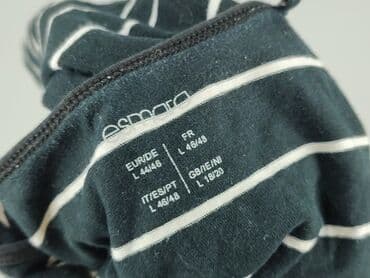 esmara
EUR/DE
L 44/46
FR
L 46/48
IT/ES/PT
L 46/48
GB/IE/NI
L 18/20